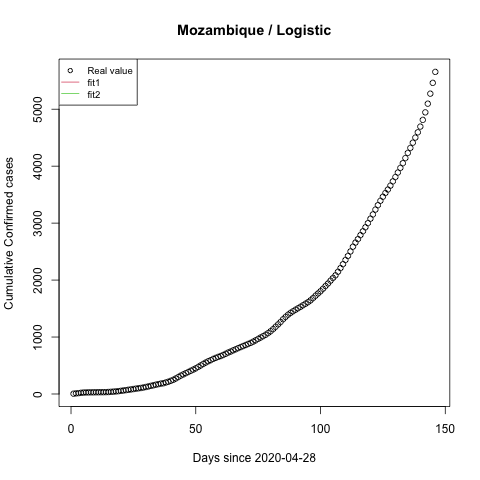 Mozambique / Logistic
Real value
fit1
fit2
Cumulative Confirmed cases
5000
4000
3000
2000
1000
0
0 50 100 150
Days since 2020-04-28